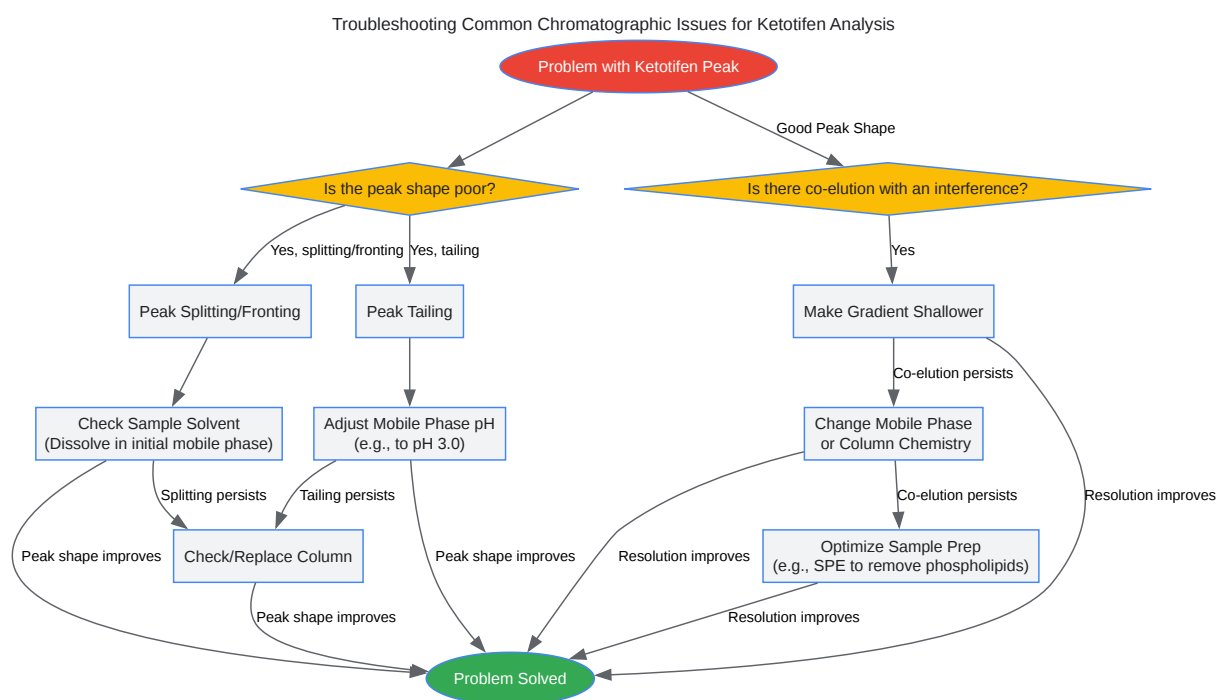 Troubleshooting Common Chromatographic Issues for Ketotifen Analysis
Problem with Ketotifen Peak
Good Peak Shape
Is the peak shape poor?
Is there co-elution with an interference?
Yes, splitting/fronting
Yes, tailing
Yes
Peak Splitting/Fronting
Peak Tailing
Make Gradient Shallower
Co-elution persists
Check Sample Solvent
(Dissolve in initial mobile phase)
Adjust Mobile Phase pH
(e.g., to pH 3.0)
Change Mobile Phase
or Column Chemistry
Splitting persists
Tailing persists
Co-elution persists
Resolution improves
Peak shape improves
Check/Replace Column
Peak shape improves
Resolution improves
Optimize Sample Prep
(e.g., SPE to remove phospholipids)
Peak shape improves
Resolution improves
Problem Solved